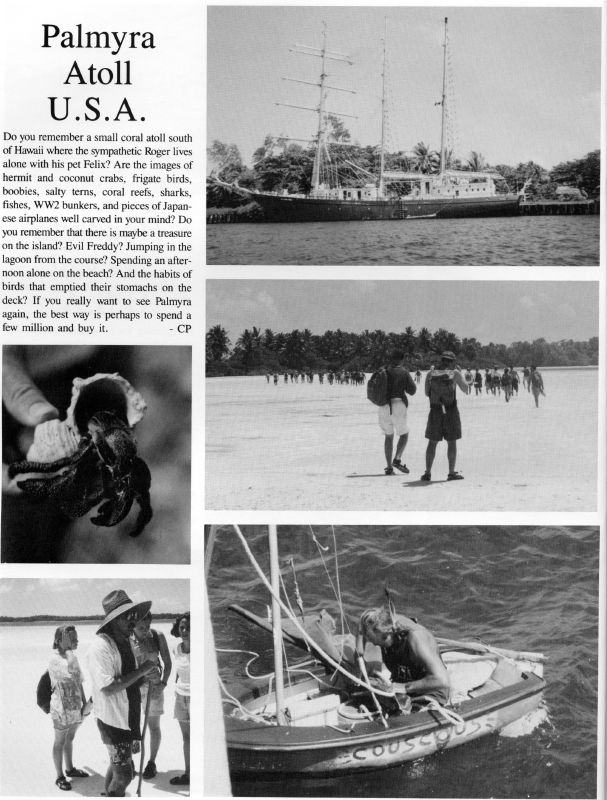 Palmyra
Atoll
U.S.A.
Do you remember a small coral atoll south
of Hawaii where the sympathetic Roger lives
alone with his pet Felix? Are the images of
hermit and coconut crabs, frigate birds,
boobies, salty terns, coral reefs, sharks,
fishes, WW2 bunkers, and pieces of Japan-
ese airplanes well carved in your mind? Do
you remember that there is maybe a treasure
on the island? Evil Freddy? Jumping in the
lagoon from the course? Spending an after-
noon alone on the beach? And the habits of
birds that emptied their stomachs on the
deck? If you really want to see Palmyra
again, the best way is perhaps to spend a
few million and buy it. - CP
COUSCOUS